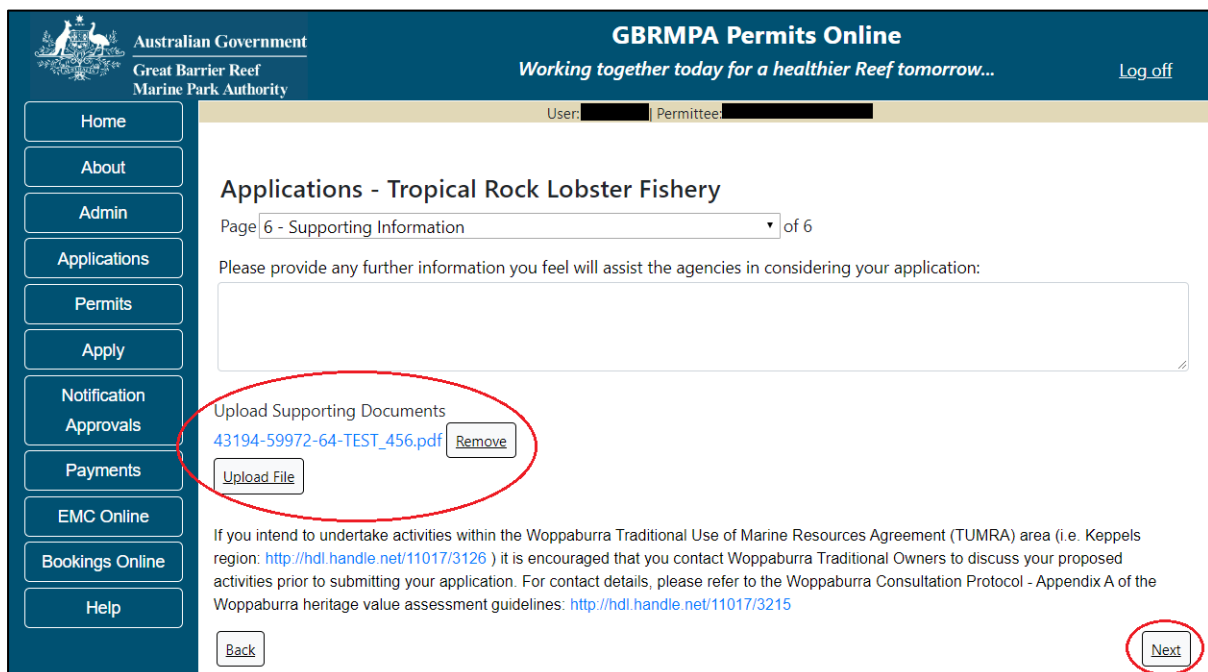 Australian Government
Great Barrier Reef
Marine Park Authority
GBRMPA Permits Online
Working together today for a healthier Reef tomorrow...
Log off
User: | Permittee:
Home
About
Admin
Applications
Permits
Apply
Notification
Approvals
Payments
EMC Online
Bookings Online
Help
Applications - Tropical Rock Lobster Fishery
Page 6 - Supporting Information of 6
Please provide any further information you feel will assist the agencies in considering your application:
Upload Supporting Documents
43194-59972-64-TEST_456.pdf Remove
Upload File
If you intend to undertake activities within the Woppaburra Traditional Use of Marine Resources Agreement (TUMRA) area (i.e. Keppels
region: http://hdl.handle.net/11017/3126 ) it is encouraged that you contact Woppaburra Traditional Owners to discuss your proposed
activities prior to submitting your application. For contact details, please refer to the Woppaburra Consultation Protocol - Appendix A of the
Woppaburra heritage value assessment guidelines: http://hdl.handle.net/11017/3215
Back
Next